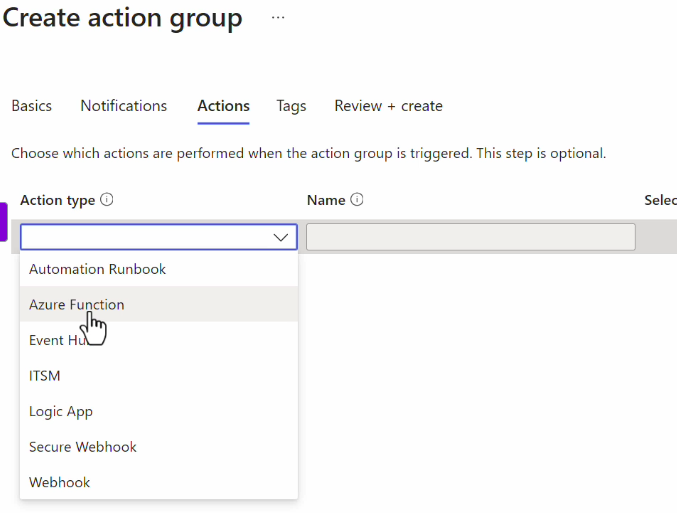 Create action group ...
Basics Notifications Actions Tags Review + create
Choose which actions are performed when the action group is triggered. This step is optional.
Action type Name Selec
Automation Runbook
Azure Function
Event Hu
ITSM
Logic App
Secure Webhook
Webhook